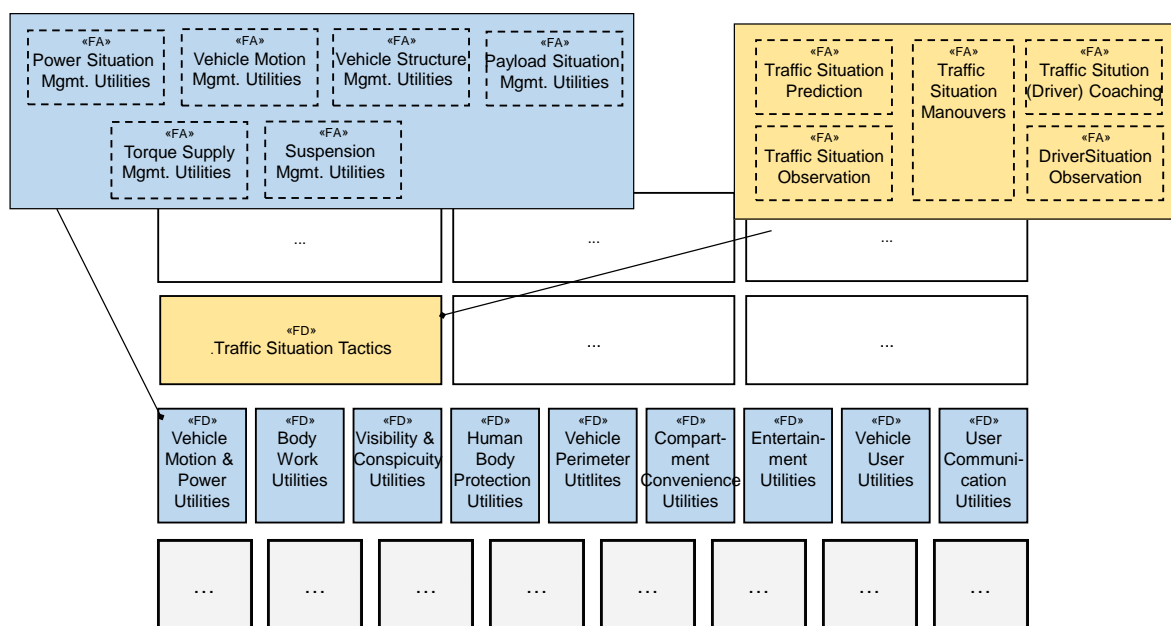 «FA»
Power Situation
Mgmt. Utilities
«FA»
Vehicle Motion
Mgmt. Utilities
«FA»
Vehicle Structure
Mgmt. Utilities
«FA»
Payload Situation
Mgmt. Utilities
«FA»
Torque Supply
Mgmt. Utilities
«FA»
Suspension
Mgmt. Utilities
«FA»
Traffic Situation
Prediction
«FA»
Traffic
Situation
Manouvers
«FA»
Traffic Sitution
(Driver) Coaching
«FA»
Traffic Situation
Observation
«FA»
DriverSituation
Observation
...
...
...
«FD»
.Traffic Situation Tactics
...
...
«FD»
Vehicle
Motion &
Power
Utilities
«FD»
Body
Work
Utilities
«FD»
Visibility &
Conspicuity
Utilities
«FD»
Human
Body
Protection
Utilities
«FD»
Vehicle
Perimeter
Utitlites
«FD»
Compart-
ment
Convenience
Utilities
«FD»
Entertain-
ment
Utilities
«FD»
Vehicle
User
Utilities
«FD»
User
Communi-
cation
Utilities
...
...
...
...
...
...
...
...